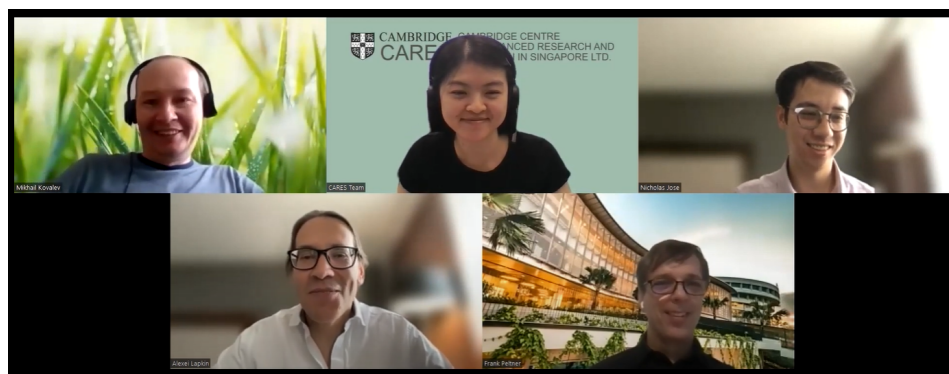 CAMBRIDGE
CARE
CAMBRIDGE CENTRE
ANCED RESEARCH AND
IN SINGAPORE LTD.
Mikhail Kovalev
CARES Team
Nicholas Jose
Alexei Lapkin
Frank Peltner